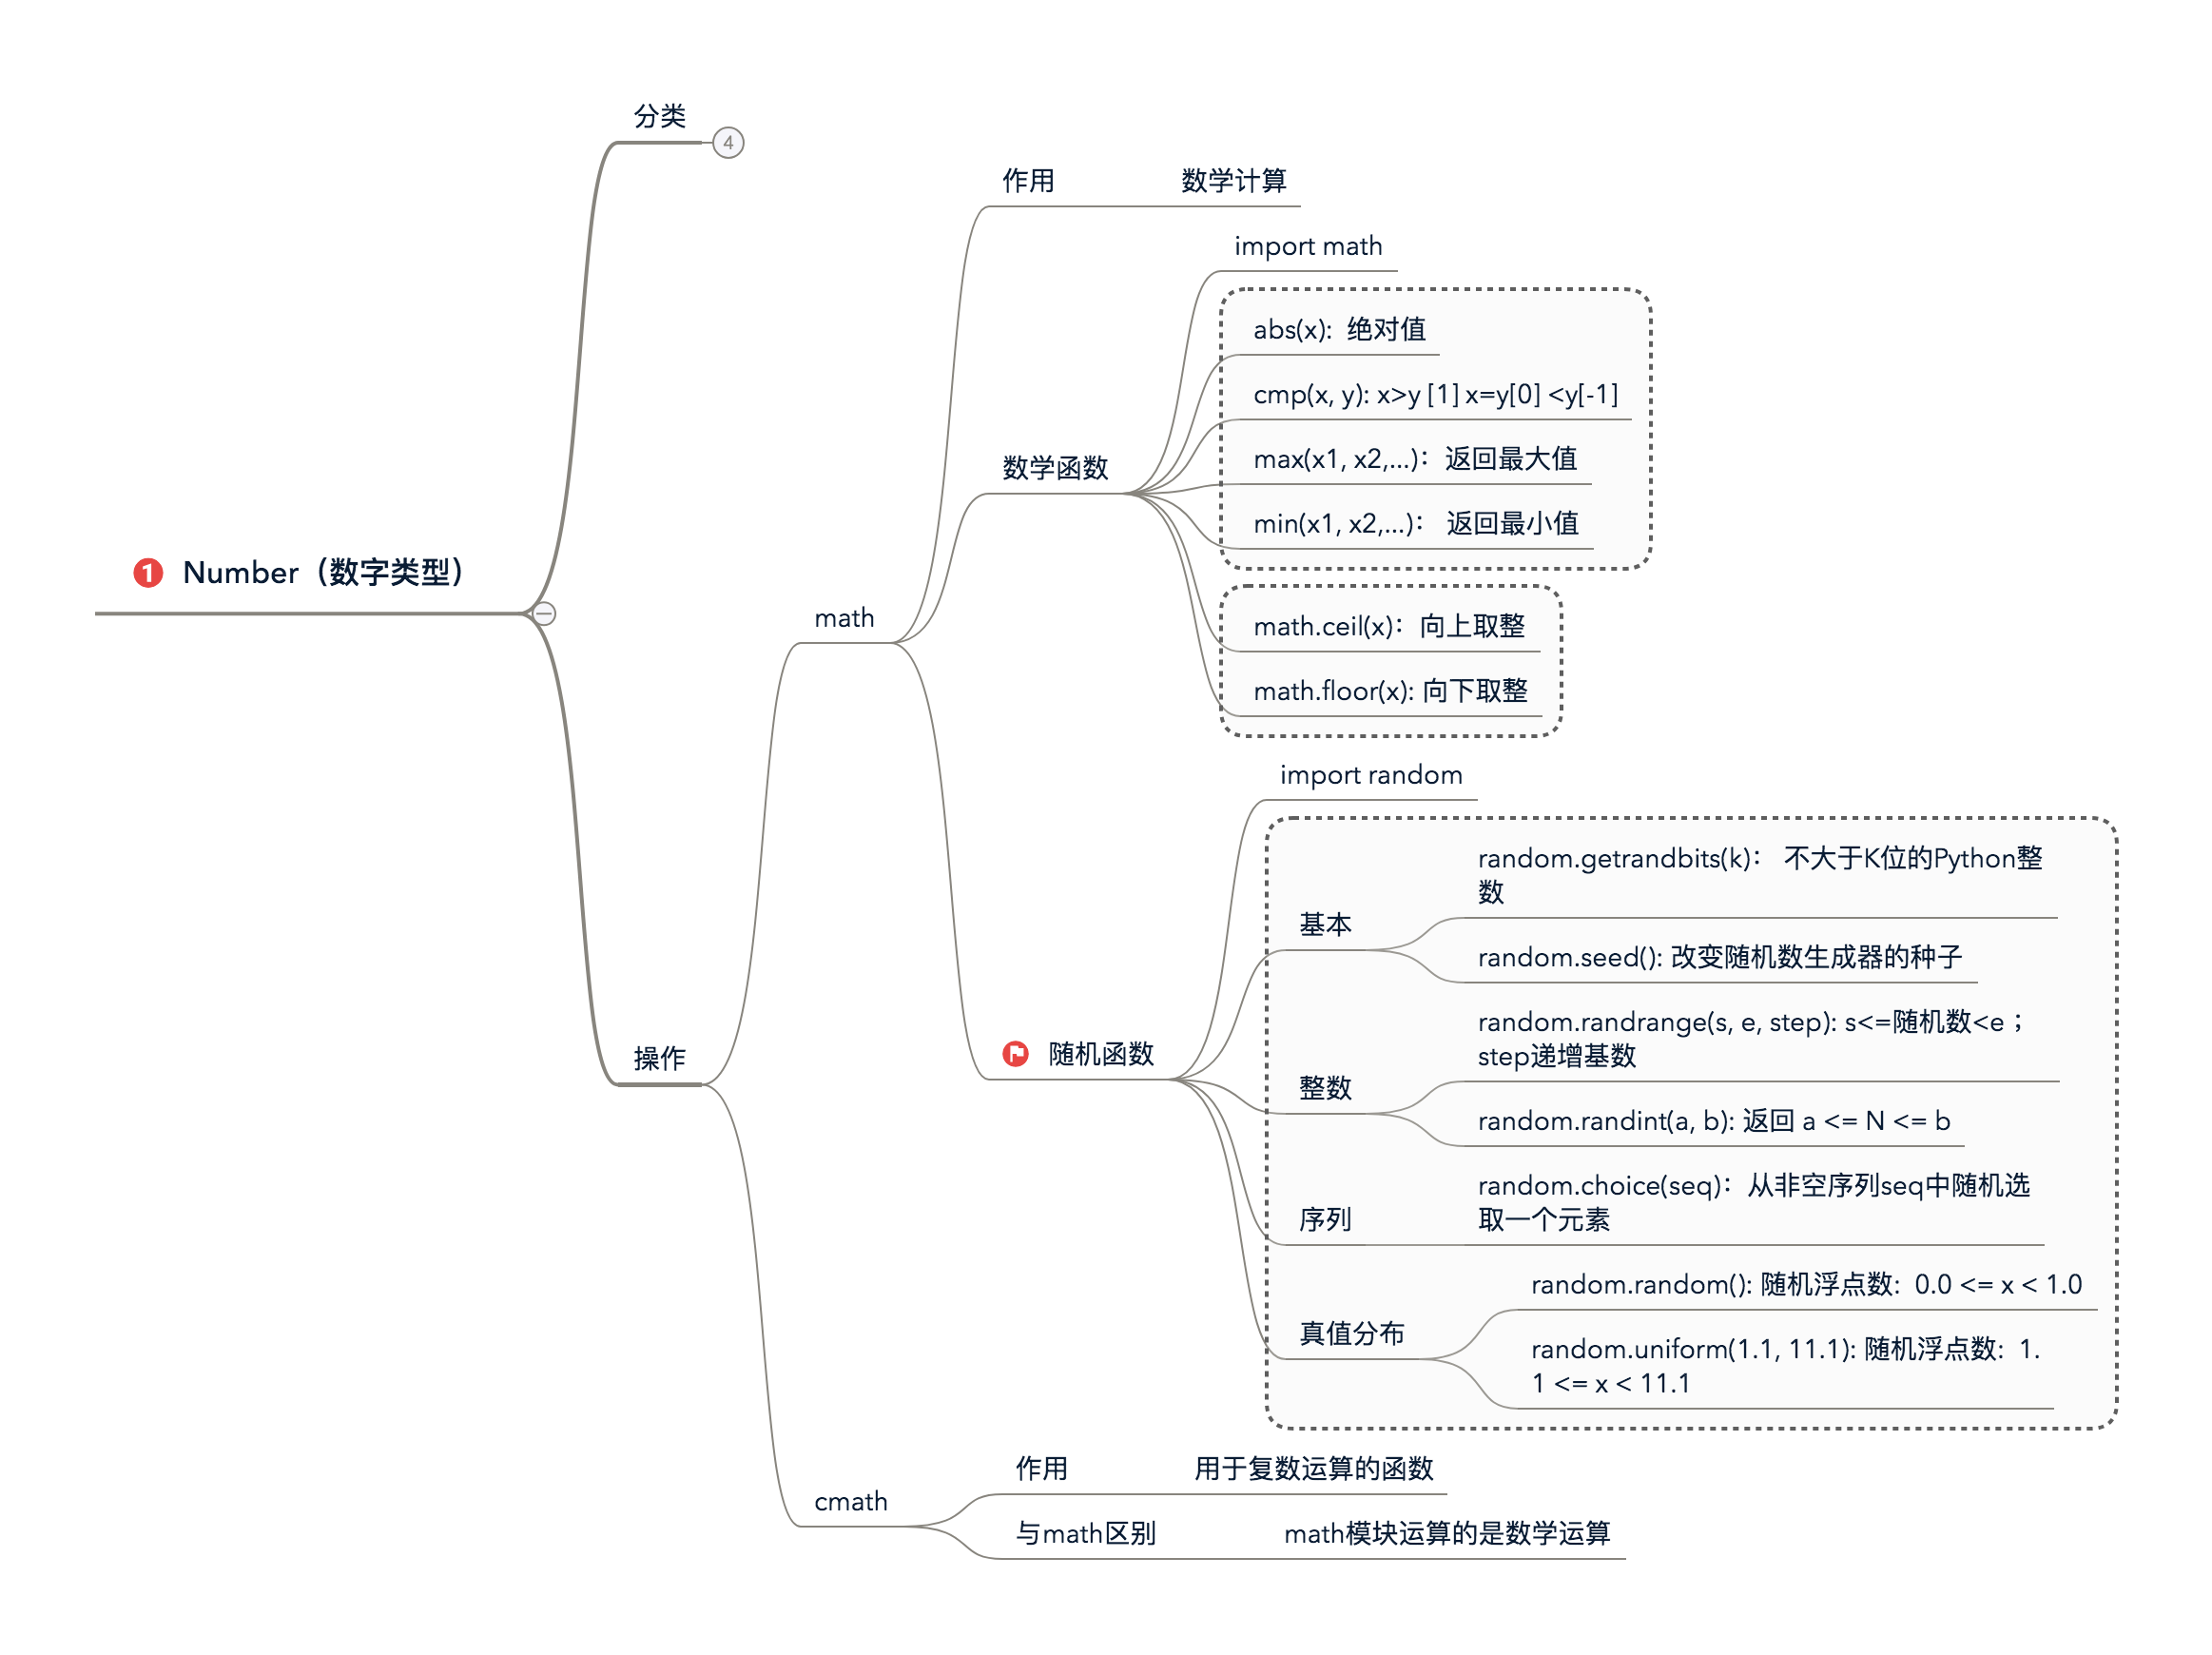 分类
4
作用
数学计算
import math
abs(x): 绝对值
cmp(x, y): x>y [1] x=y[0] <y[-1]
数学函数
max(x1, x2,...)：返回最大值
min(x1, x2,...)： 返回最小值
1 Number（数字类型）
math
math.ceil(x)：向上取整
math.floor(x): 向下取整
import random
random.getrandbits(k)： 不大于K位的Python整
数
基本
random.seed(): 改变随机数生成器的种子
random.randrange(s, e, step): s<=随机数<e；
step递增基数
操作
随机函数
整数
random.randint(a, b): 返回 a <= N <= b
random.choice(seq)：从非空序列seq中随机选
取一个元素
序列
random.random(): 随机浮点数: 0.0 <= x < 1.0
真值分布
random.uniform(1.1, 11.1): 随机浮点数: 1.
1 <= x < 11.1
作用
用于复数运算的函数
cmath
与math区别
math模块运算的是数学运算